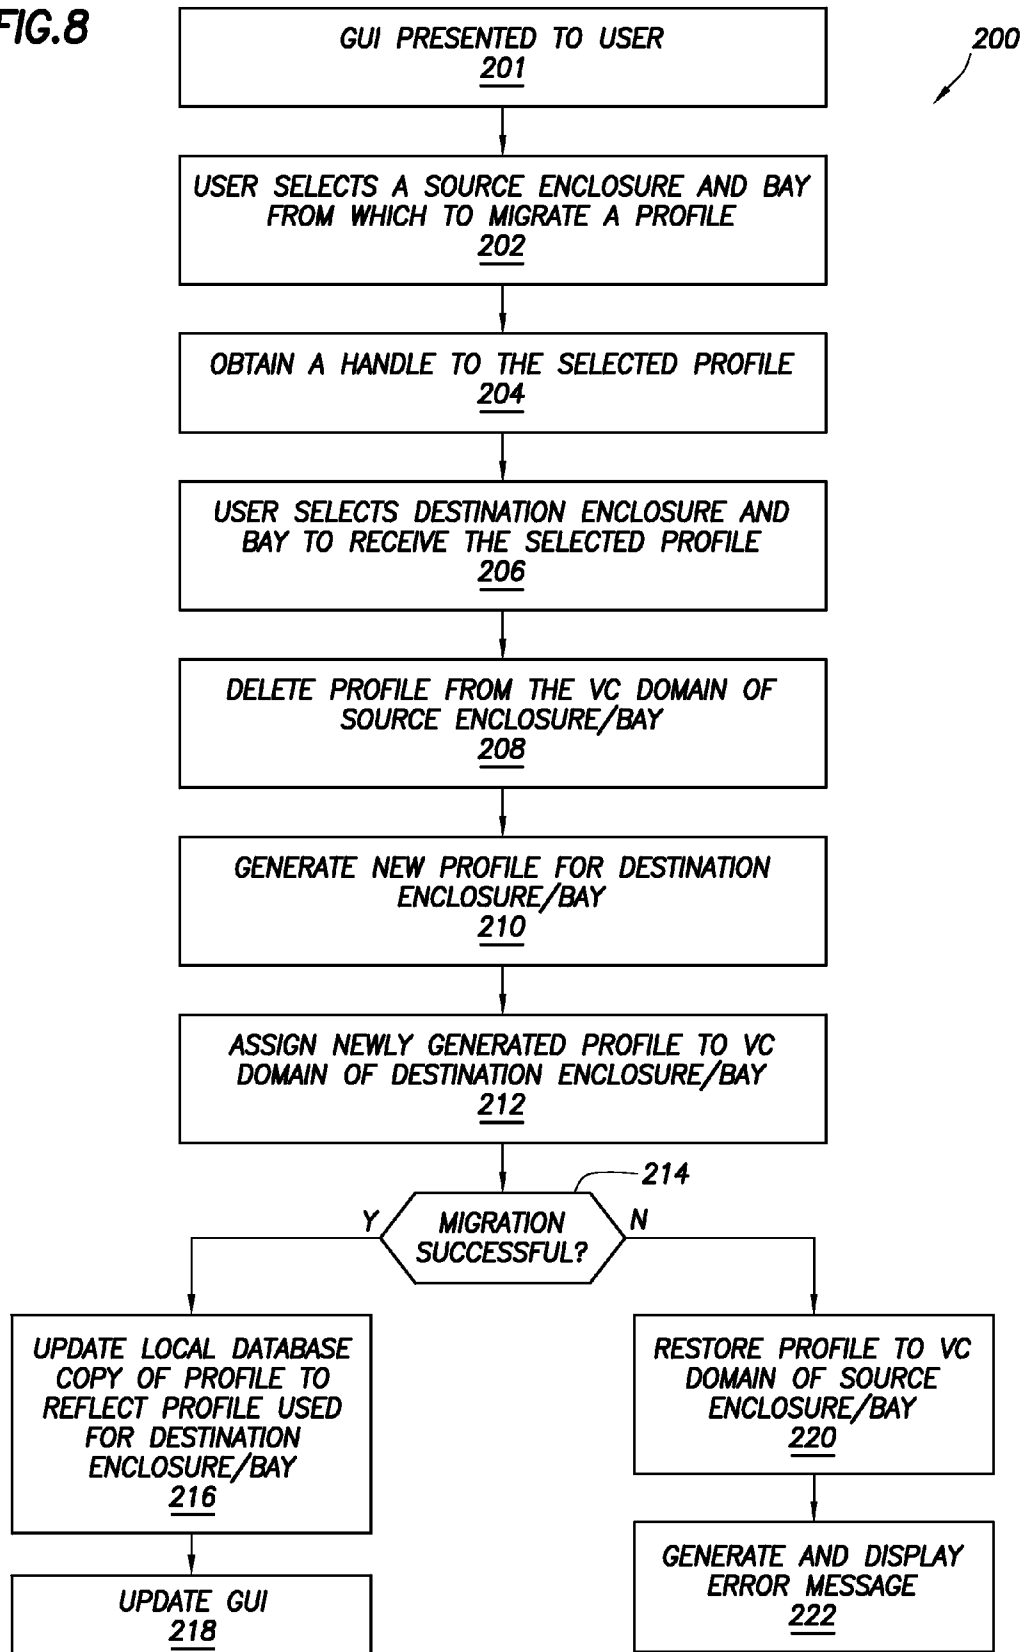 FIG.8
200
GUI PRESENTED TO USER
201
USER SELECTS A SOURCE ENCLOSURE AND BAY
FROM WHICH TO MIGRATE A PROFILE
202
OBTAIN A HANDLE TO THE SELECTED PROFILE
204
USER SELECTS DESTINATION ENCLOSURE AND
BAY TO RECEIVE THE SELECTED PROFILE
206
DELETE PROFILE FROM THE VC DOMAIN OF
SOURCE ENCLOSURE/BAY
208
GENERATE NEW PROFILE FOR DESTINATION
ENCLOSURE/BAY
210
ASSIGN NEWLY GENERATED PROFILE TO VC
DOMAIN OF DESTINATION ENCLOSURE/BAY
212
214
MIGRATION
SUCCESSFUL?
Y
N
UPDATE LOCAL DATABASE
COPY OF PROFILE TO
REFLECT PROFILE USED
FOR DESTINATION
ENCLOSURE/BAY
216
UPDATE GUI
218
RESTORE PROFILE TO VC
DOMAIN OF SOURCE
ENCLOSURE/BAY
220
GENERATE AND DISPLAY
ERROR MESSAGE
222